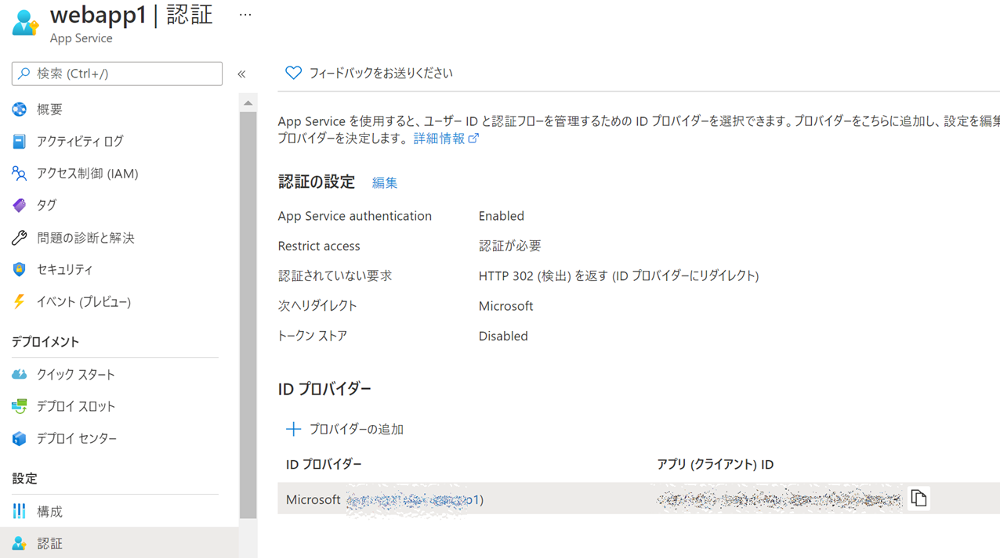 webapp1 | 認証 …
App Service
検索 (Ctrl+/)
«
概要
アクティビティ ログ
アクセス制御 (IAM)
タグ
問題の診断と解決
セキュリティ
イベント (プレビュー)
デプロイメント
クイック スタート
デプロイ スロット
デプロイ センター
設定
構成
認証
フィードバックをお送りください
App Service を使用すると、ユーザー ID と認証フローを管理するための ID プロバイダーを選択できます。プロバイダーをこちらに追加し、設定を編集
プロバイダーを決定します。 詳細情報
認証の設定 編集
App Service authentication Enabled
Restrict access 認証が必要
認証されていない要求 HTTP 302 (検出) を返す (ID プロバイダーにリダイレクト)
次へリダイレクト Microsoft
トークン ストア Disabled
ID プロバイダー
プロバイダーの追加
ID プロバイダー アプリ (クライアント) ID
Microsoft